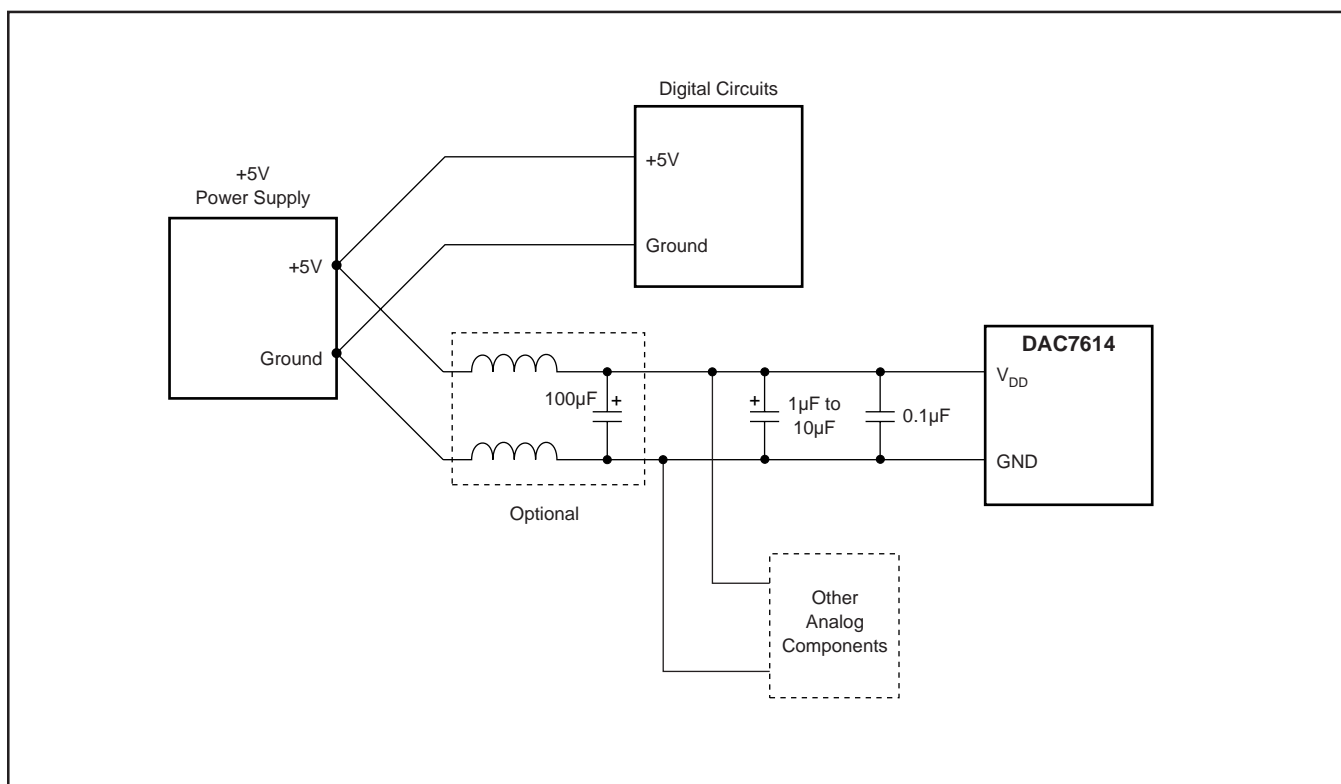 Digital Circuits
+5V
Ground
+5V
Power Supply
+5V
Ground
100µF
+
Optional
+
1µF to
10µF
0.1µF
DAC7614
VDD
GND
Other
Analog
Components